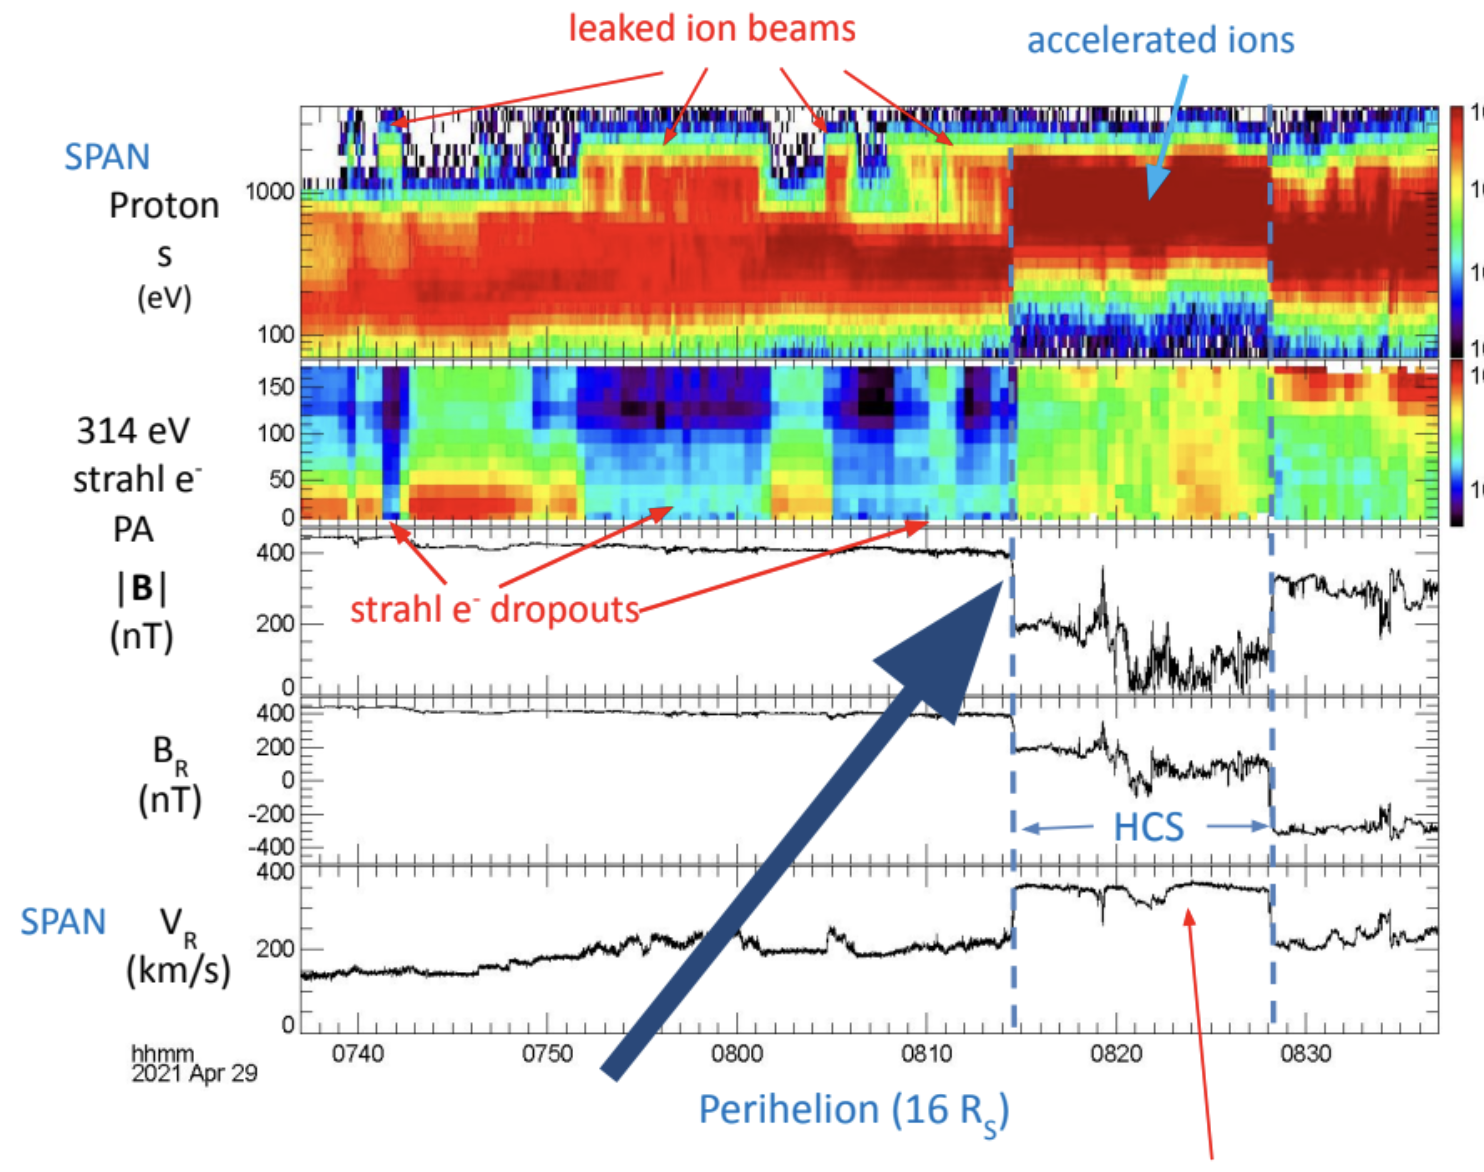 leaked ion beams
accelerated ions
SPAN
Proton
s
(eV)
1000
100
314 eV
strahl e-
PA
150
100
50
0
|B|
(nT)
400
200
0
strahl e- dropouts
BR
(nT)
400
200
0
-200
-400
HCS
SPAN
VR
(km/s)
400
200
0
hhmm
2021 Apr 29
0740
0750
0800
0810
0820
0830
Perihelion (16 RS)